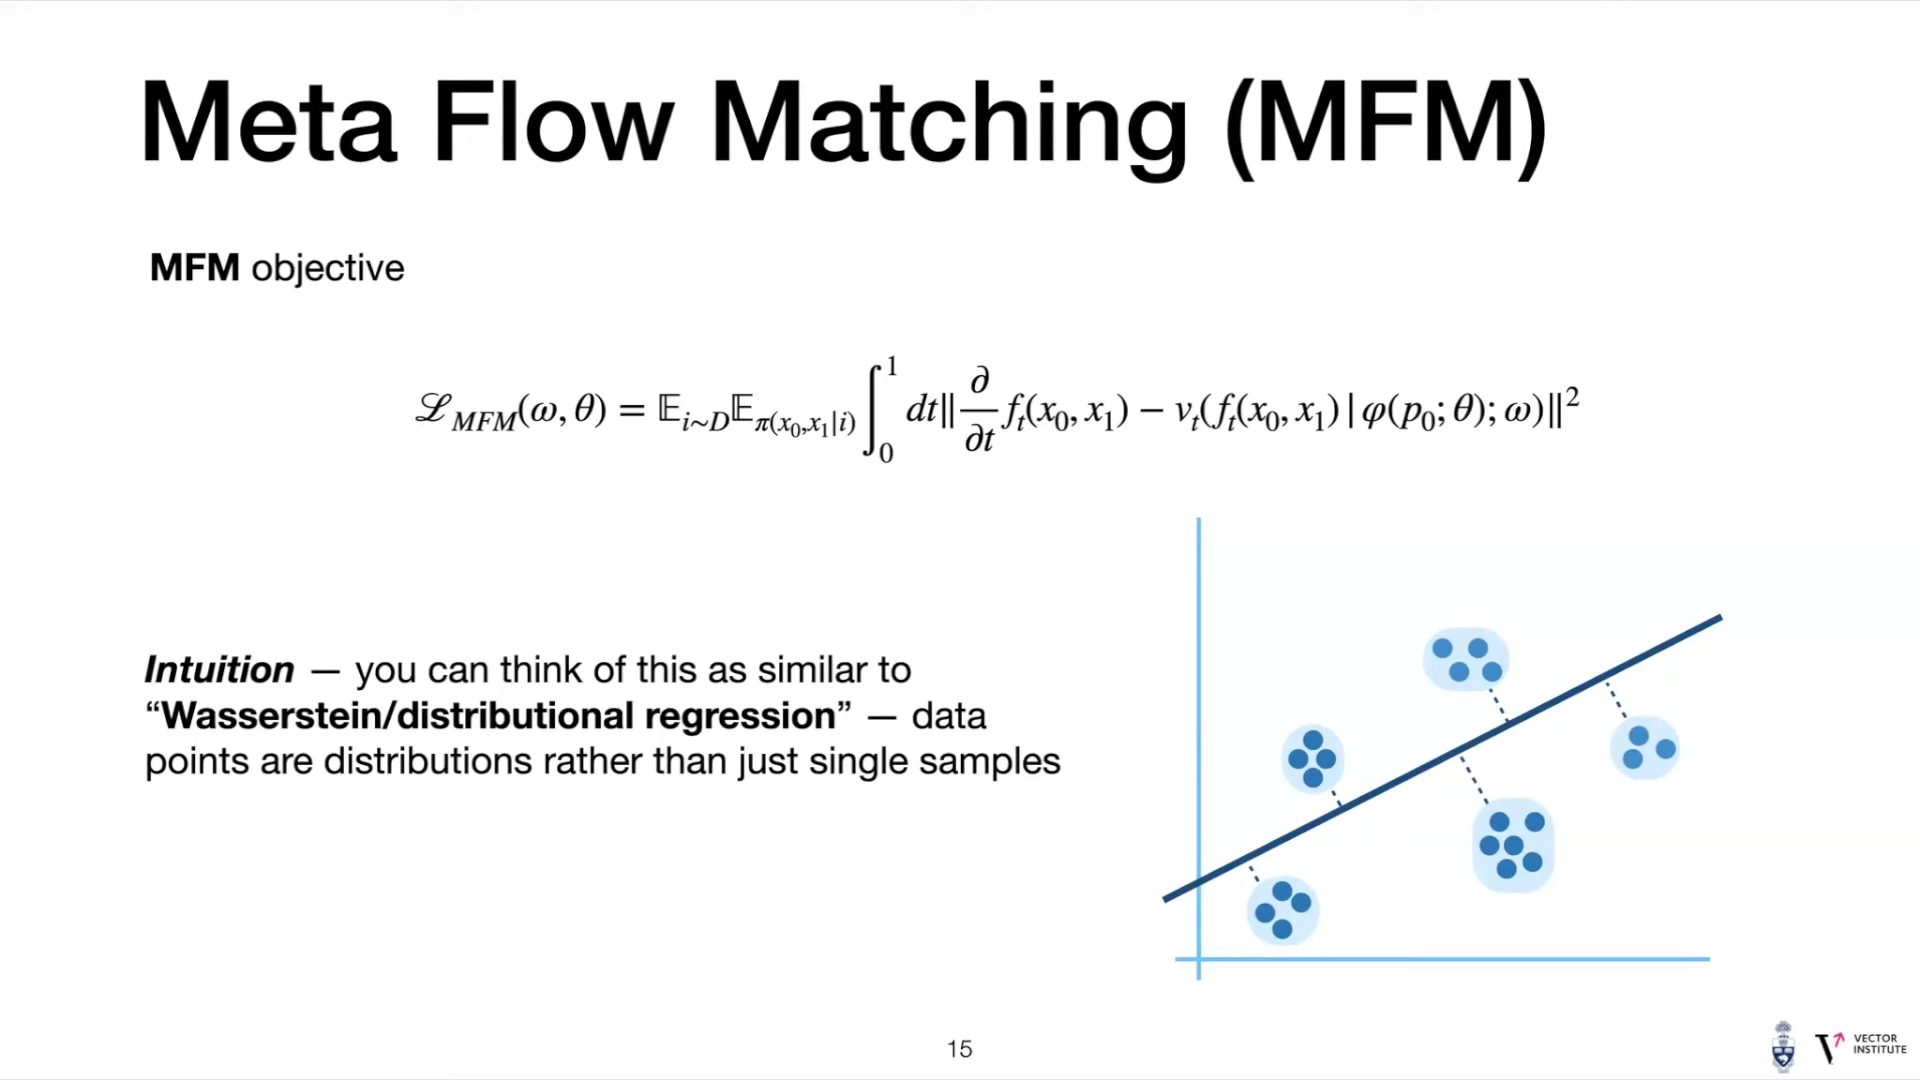 Meta Flow Matching (MFM)
MFM objective
ℒ_MFM(ω, θ) = 𝔼_{i∼D}𝔼_{π(x₀,x₁|i)} ∫₀¹ dt‖∂/∂t f_t(x₀, x₁) − v_t(f_t(x₀, x₁) | φ(p₀; θ); ω)‖²
Intuition — you can think of this as similar to
“Wasserstein/distributional regression” — data
points are distributions rather than just single samples
15
VECTOR
INSTITUTE